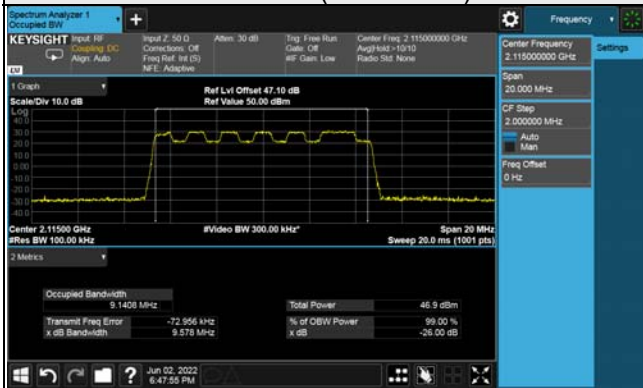 Spectrum Analyzer 1
Occupied BW
Frequency
KEYSIGHT
Input: RF
Coupling: DC
Align: Auto
Input Z: 50 Ω
Corrections: Off
Freq Ref: Int (S)
NFE: Adaptive
Atten: 30 dB
Trig: Free Run
Gate: Off
#IF Gain: Low
Center Freq: 2.115000000 GHz
Avg|Hold:>10/10
Radio Std: None
LXI
Center Frequency
2.115000000 GHz
Settings
Span
20.000 MHz
CF Step
2.000000 MHz
Auto
Man
Freq Offset
0 Hz
1 Graph
Scale/Div 10.0 dB
Ref Lvl Offset 47.10 dB
Ref Value 50.00 dBm
Log
40.0
30.0
20.0
10.0
0.00
-10.0
-20.0
-30.0
-40.0
Center 2.11500 GHz
#Video BW 300.00 kHz*
Span 20 MHz
#Res BW 100.00 kHz
Sweep 20.0 ms (1001 pts)
2 Metrics
Occupied Bandwidth
9.1408 MHz
Total Power
46.9 dBm
Transmit Freq Error
-72.956 kHz
% of OBW Power
99.00 %
x dB Bandwidth
9.578 MHz
x dB
-26.00 dB
?
Jun 02, 2022
6:47:55 PM